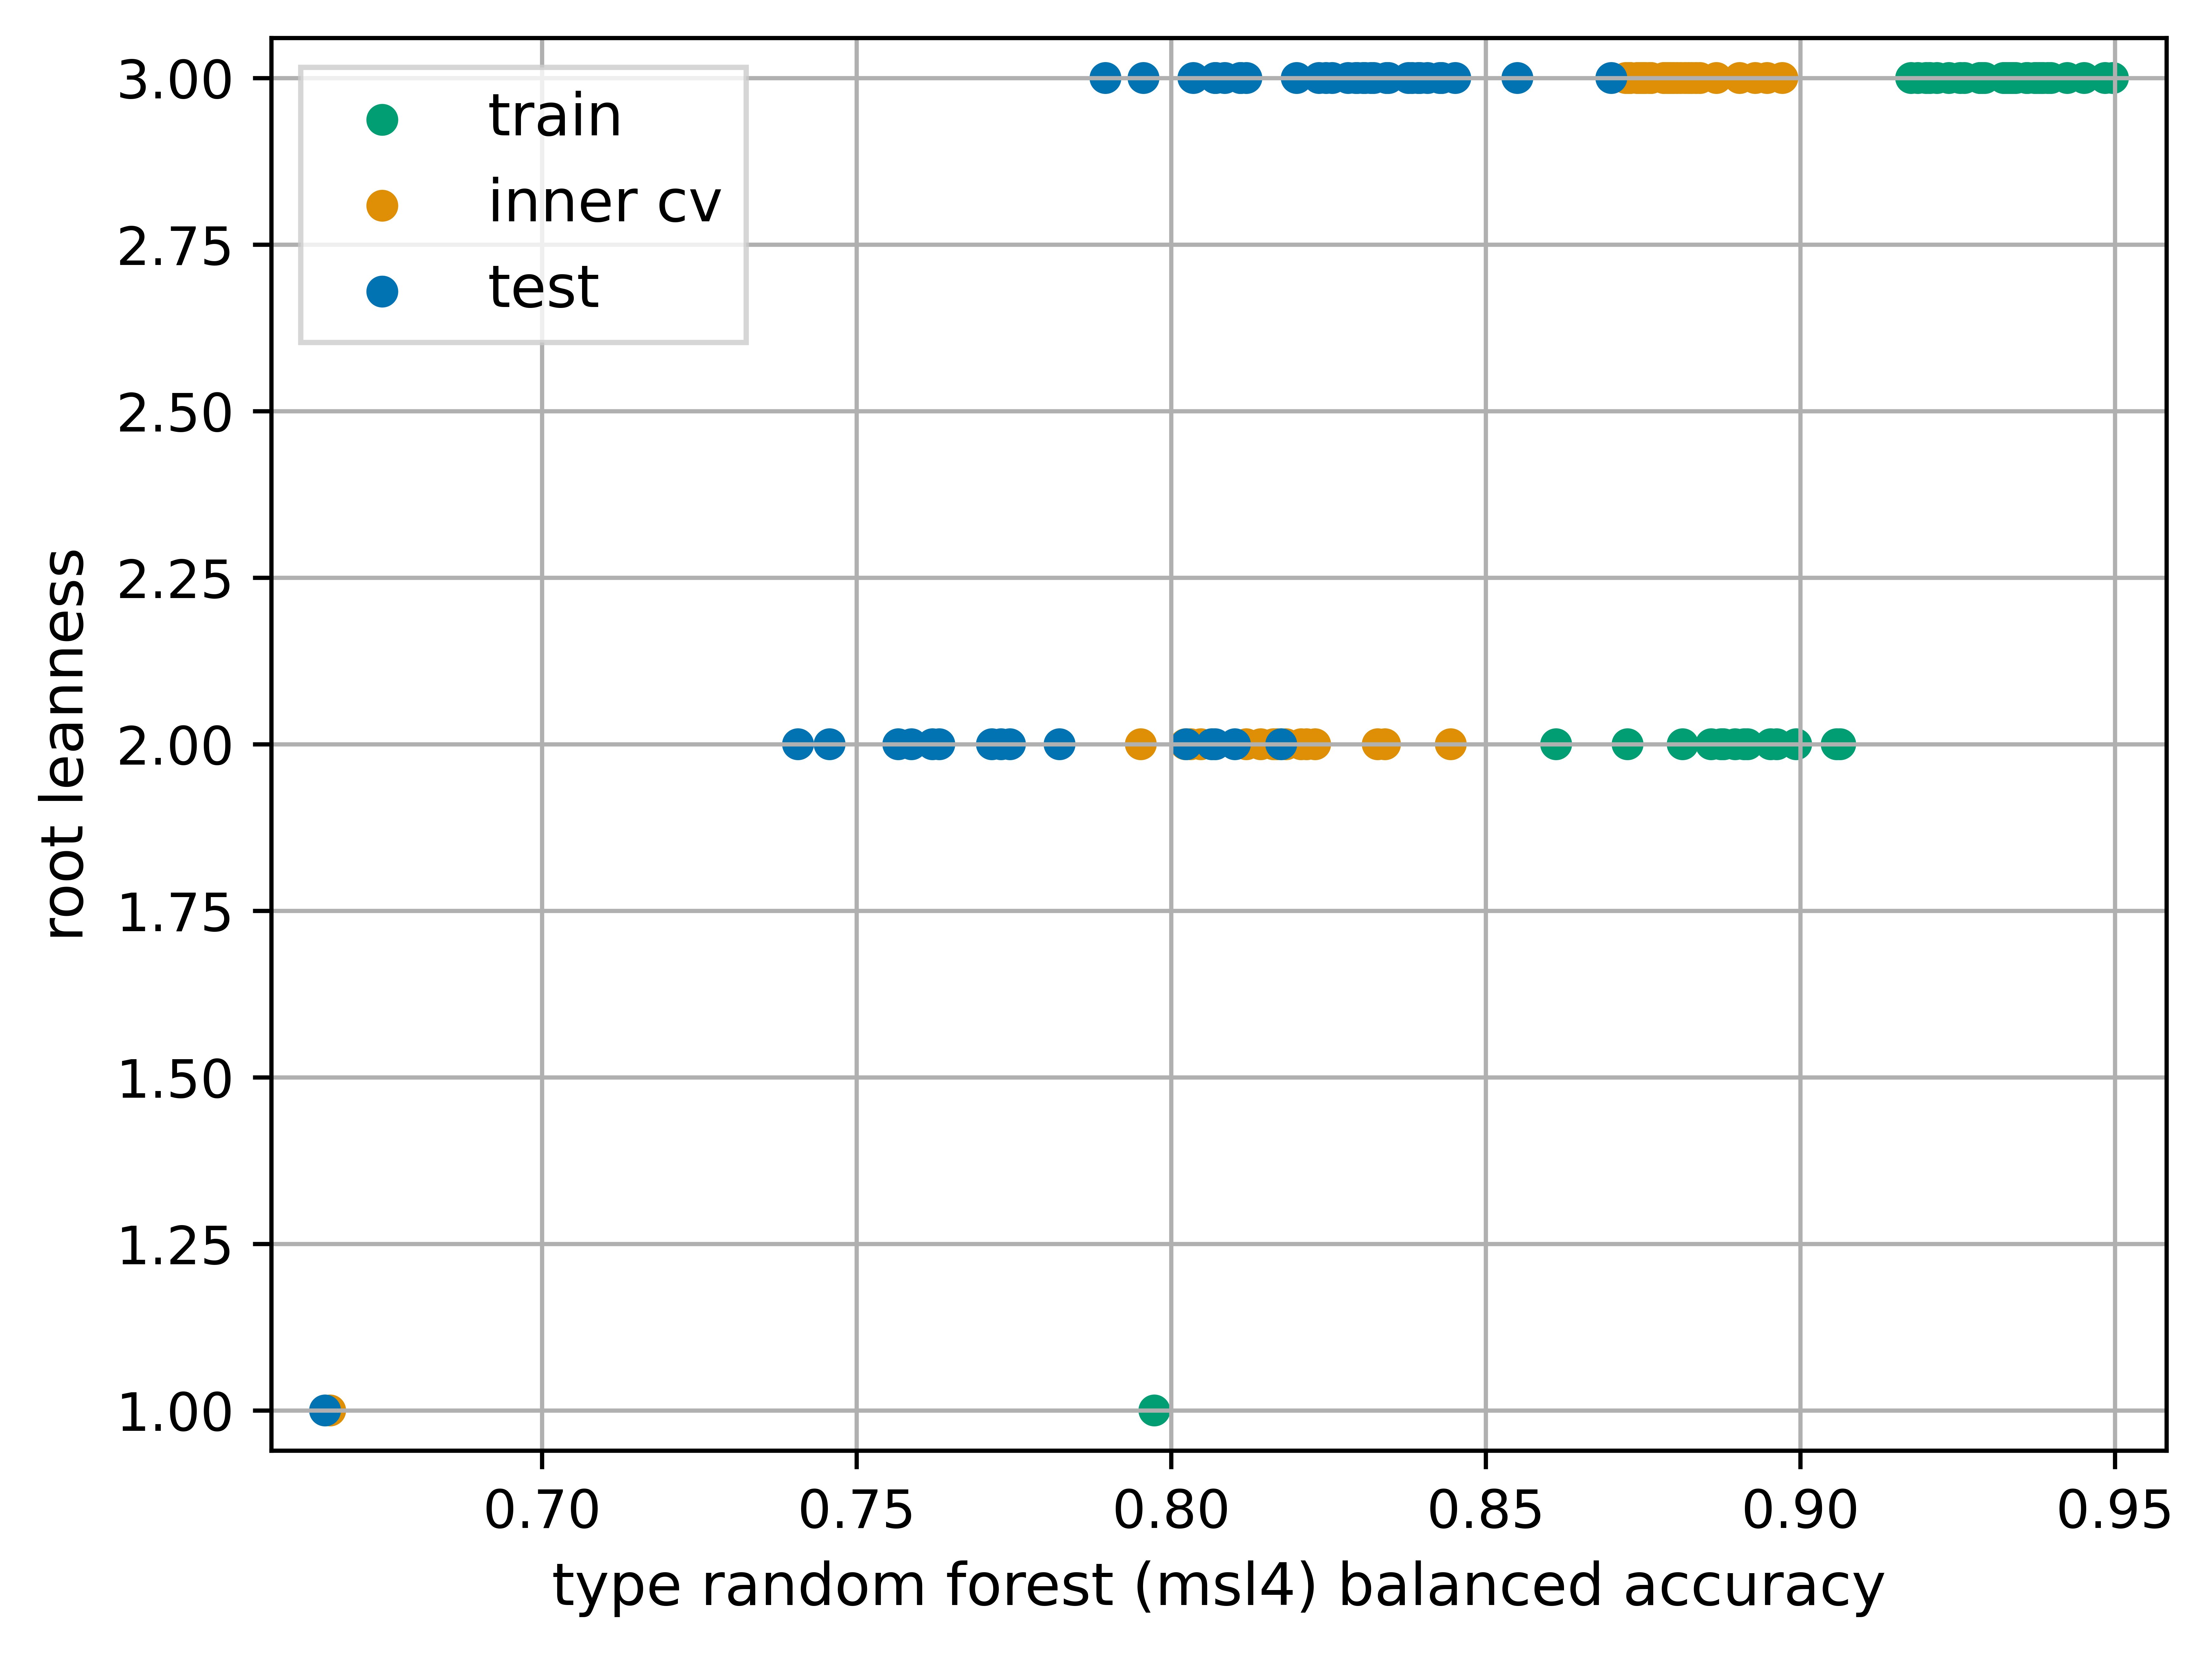 train
inner cv
test
3.00
2.75
2.50
2.25
2.00
1.75
1.50
1.25
1.00
root leanness
0.70 0.75 0.80 0.85 0.90 0.95
type random forest (msl4) balanced accuracy